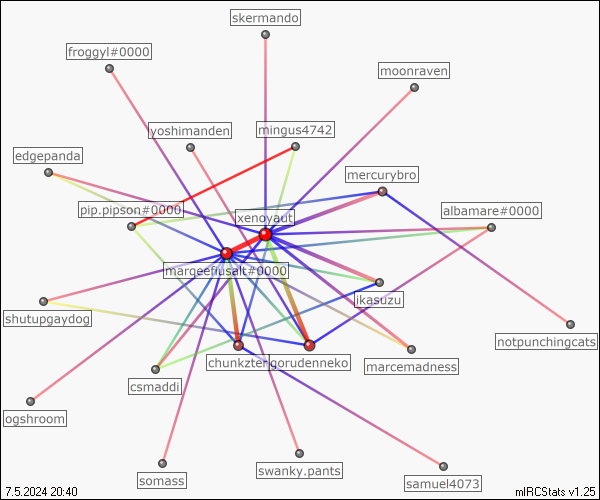 skermando
froggyl#0000
moonraven
yoshimanden
mingus4742
edgepanda
mercurybro
pip.pipson#0000
albamare#0000
xenoyaut
marqeefiusalt#0000
ikasuzu
shutupgaydog
notpunchingcats
chunkzter
gorudenneko
marcemadness
csmaddi
ogshroom
somass
swanky.pants
samuel4073
7.5.2024 20:40
mIRCStats v1.25